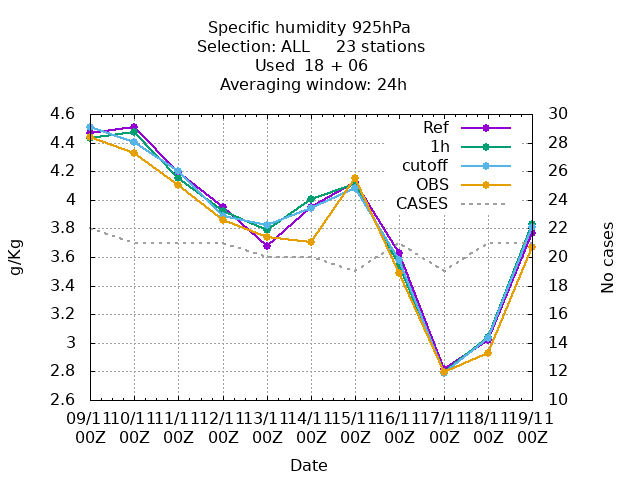 Specific humidity 925hPa
Selection: ALL 23 stations
Used 18 + 06
Averaging window: 24h
4.6 30
Ref
4.4 28
1h
4.2 26
cutoff
OBS
4 24
CASES
3.8 22
3.6 20
3.4 18
3.2 16
3 14
2.8 12
2.6 10
g/Kg
No cases
09/11 10/11 11/11 12/11 13/11 14/11 15/11 16/11 17/11 18/11 19/11
00Z 00Z 00Z 00Z 00Z 00Z 00Z 00Z 00Z 00Z 00Z
Date